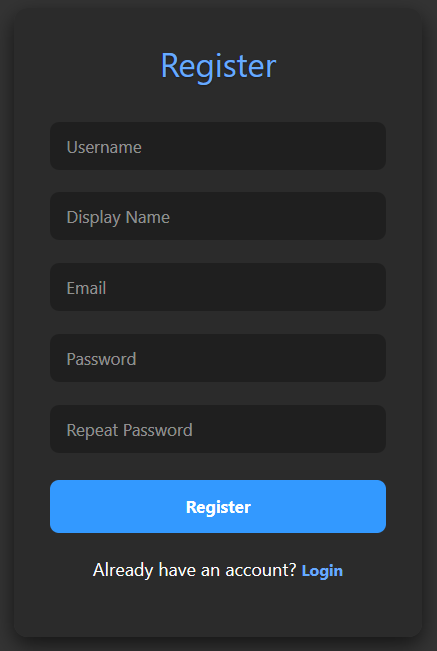 Register
Username
Display Name
Email
Password
Repeat Password
Register
Already have an account? Login